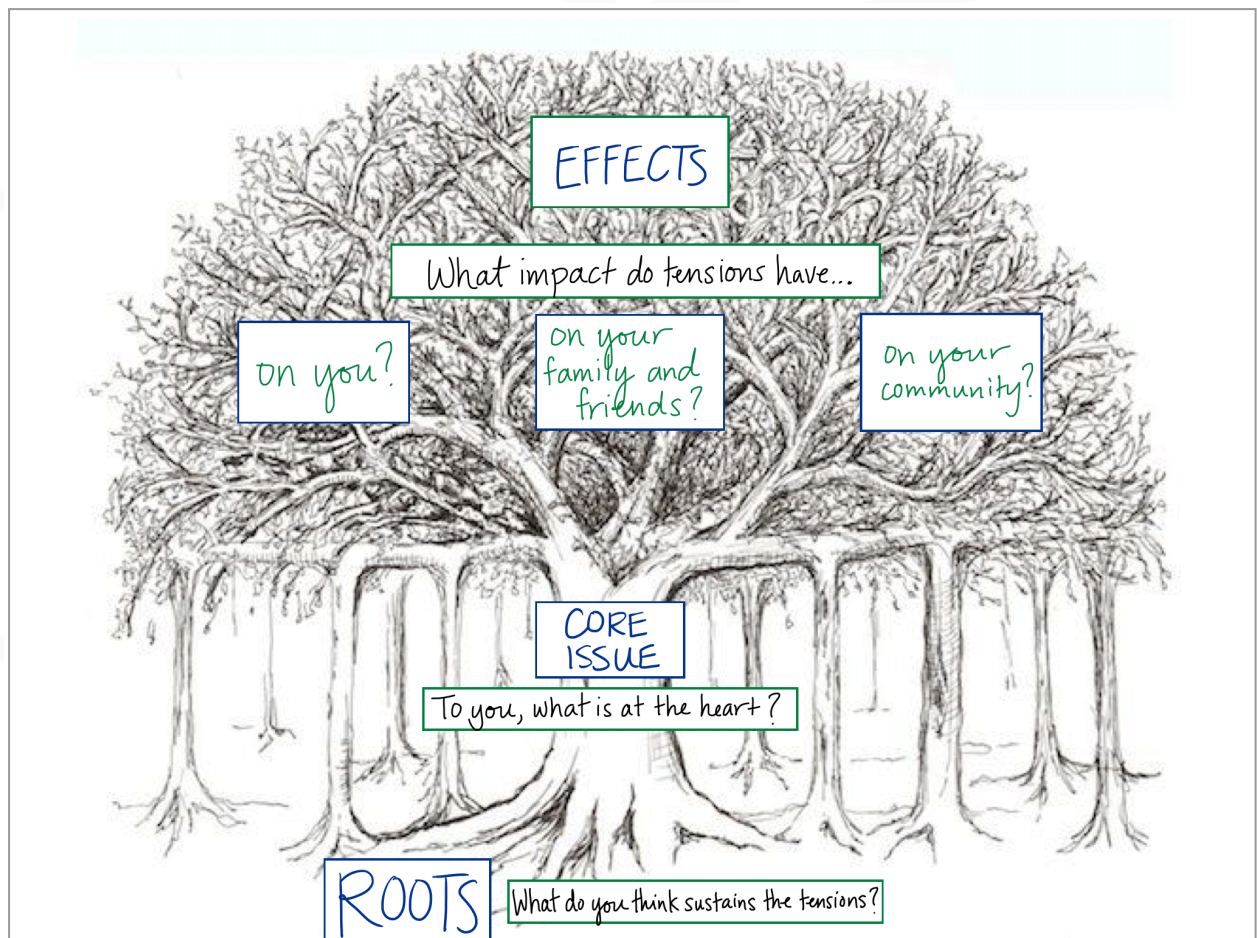 EFFECTS
What impact do tensions have...
on you?
on your
family and
friends?
on your
community?
CORE
ISSUE
To you, what is at the heart?
ROOTS
What do you think sustains the tensions?